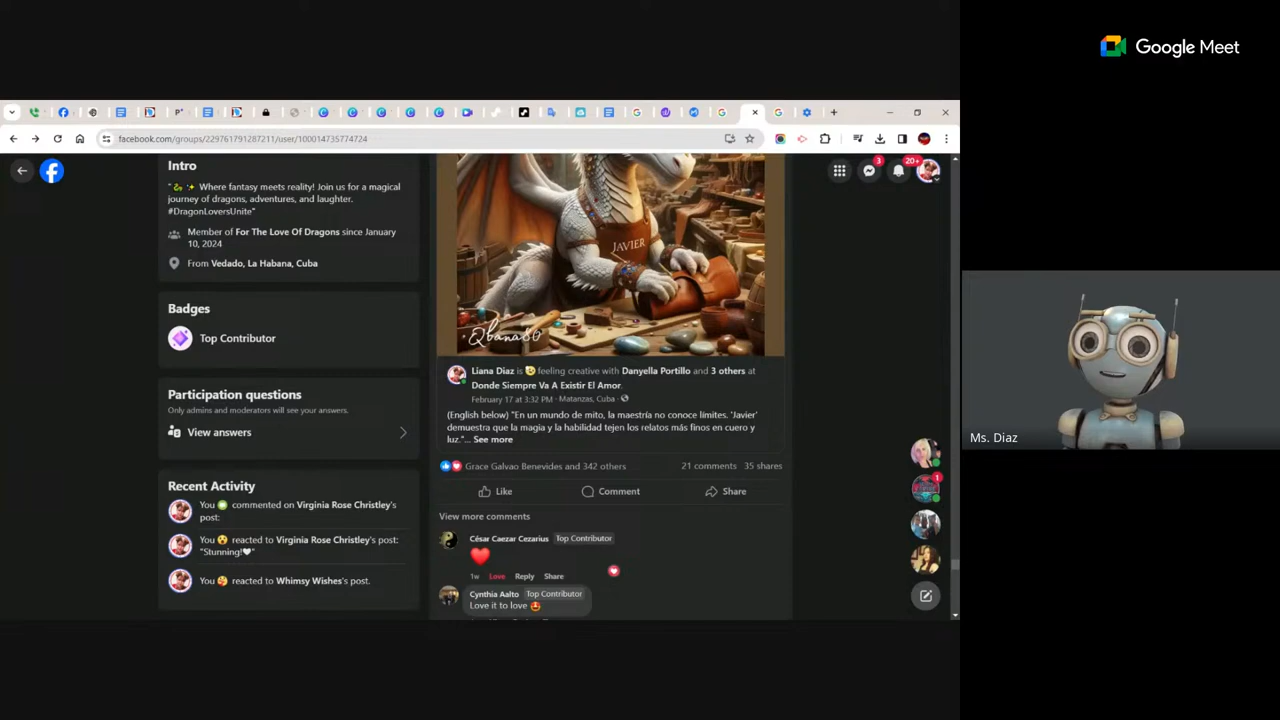 Google Meet
facebook.com/groups/229761791287211/user/100014735774724
3
20+
Intro
" 🐉 ✨ Where fantasy meets reality! Join us for a magical
journey of dragons, adventures, and laughter.
#DragonLoversUnite"
Member of For The Love Of Dragons since January
10, 2024
From Vedado, La Habana, Cuba
Badges
Top Contributor
Participation questions
Only admins and moderators will see your answers.
View answers
Recent Activity
You commented on Virginia Rose Christley's
post:
You 😮 reacted to Virginia Rose Christley's post:
"Stunning!🤍"
You 🥰 reacted to Whimsy Wishes's post.
JAVIER
Qbana80
Liana Diaz is feeling creative with Danyella Portillo and 3 others at
Donde Siempre Va A Existir El Amor.
February 17 at 3:32 PM · Matanzas, Cuba ·
(English below) "En un mundo de mito, la maestría no conoce límites. 'Javier'
demuestra que la magia y la habilidad tejen los relatos más finos en cuero y
luz."... See more
Grace Galvao Benevides and 342 others 21 comments 35 shares
Like Comment Share
View more comments
César Caezar Cezarius Top Contributor
❤️
1w Love Reply Share
Cynthia Aalto Top Contributor
Love it to love 🤩
1
Ms. Diaz